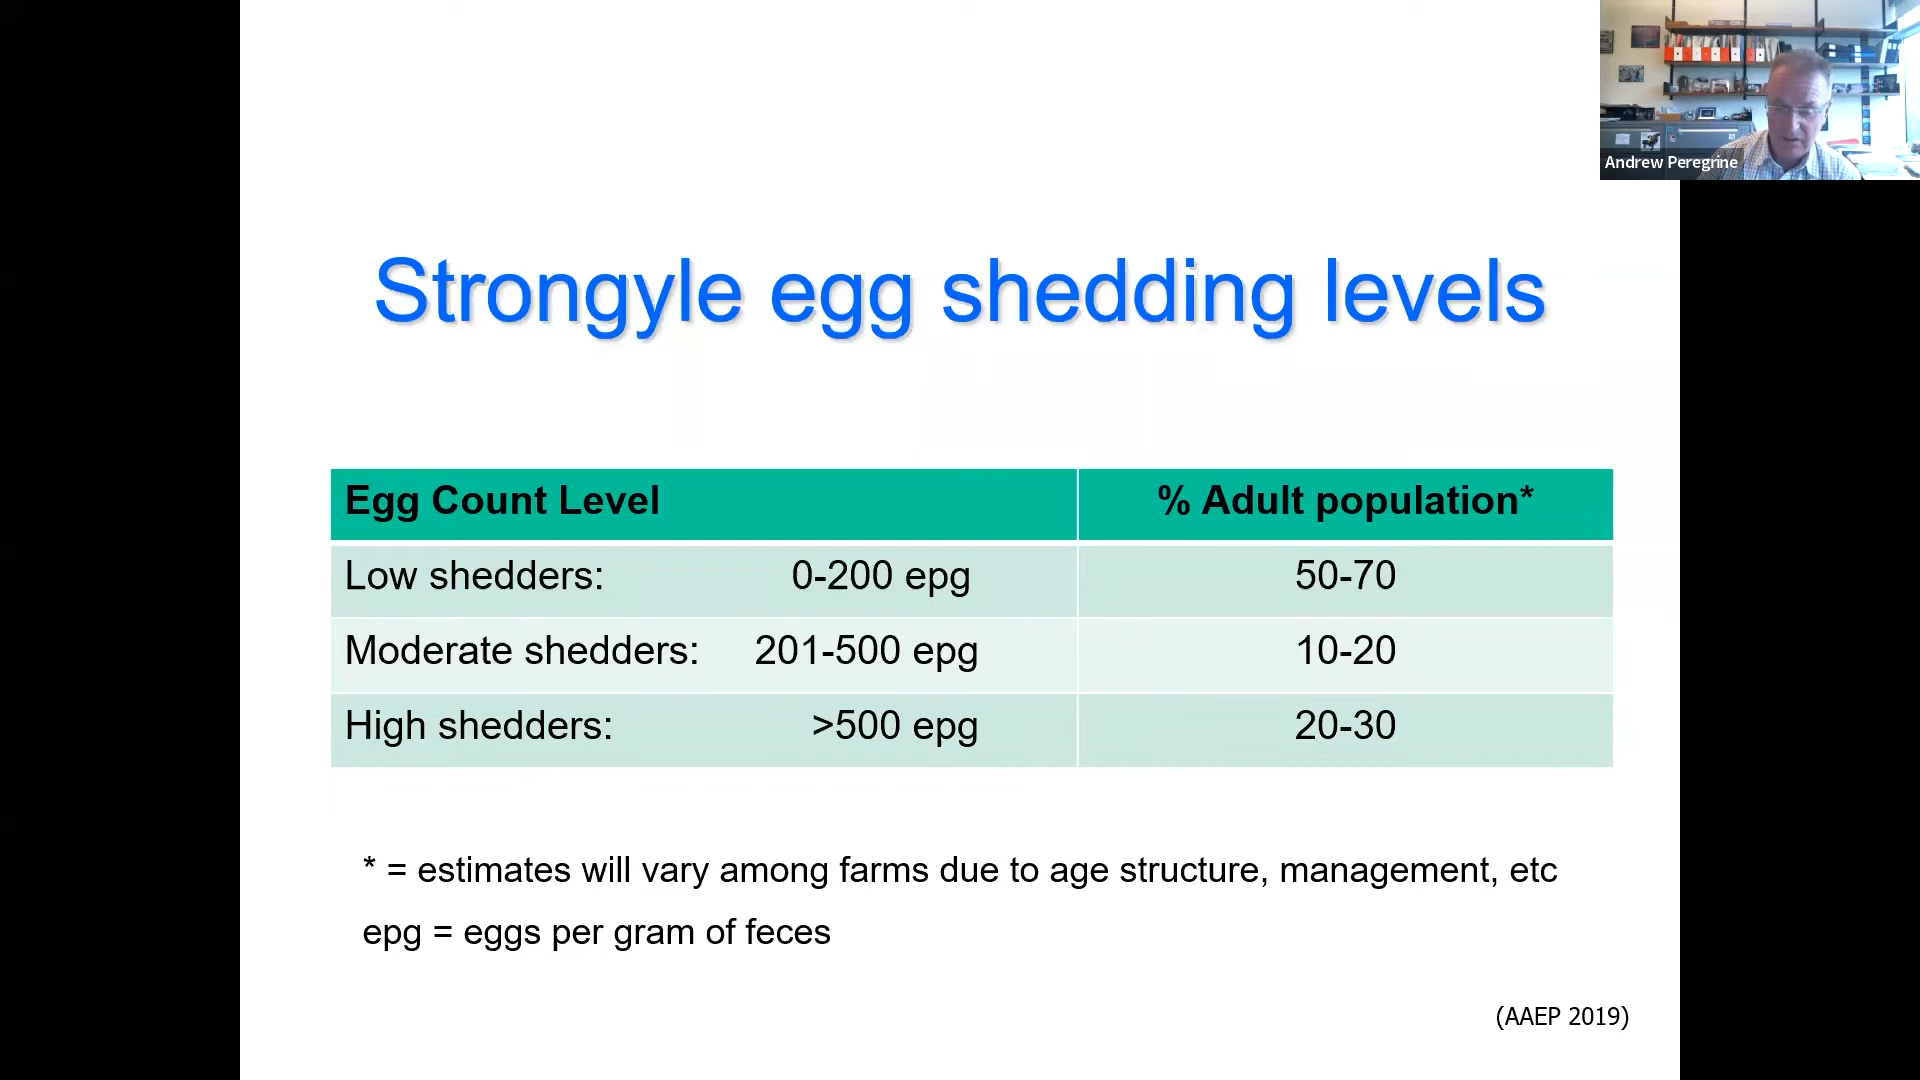 Andrew Peregrine
Strongyle egg shedding levels
Egg Count Level % Adult population*
Low shedders: 0-200 epg 50-70
Moderate shedders: 201-500 epg 10-20
High shedders: >500 epg 20-30
* = estimates will vary among farms due to age structure, management, etc
epg = eggs per gram of feces
(AAEP 2019)